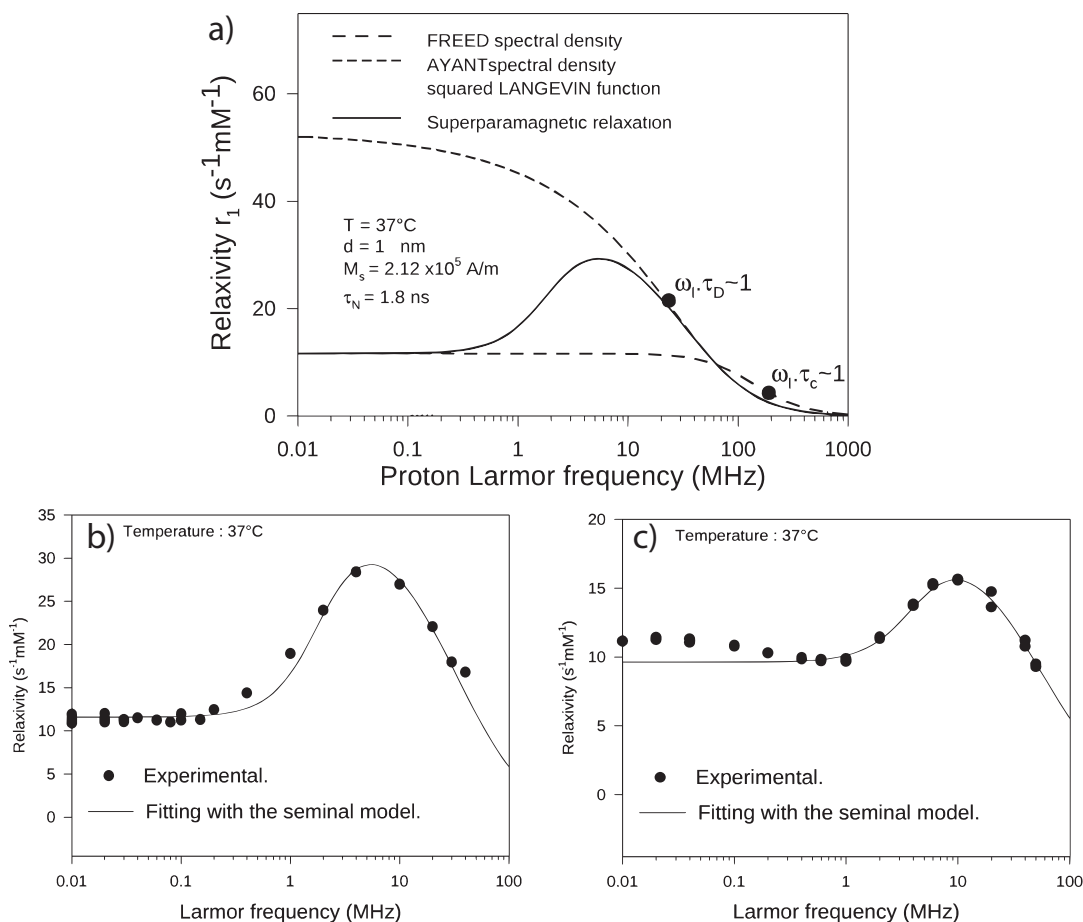 a)
FREED spectral density
AYANTspectral density
squared LANGEVIN function
Superparamagnetic relaxation
60
40
20
0
Relaxivity r1 (s-1mM-1)
T = 37°C
d = 1 nm
Ms = 2.12 x10^5 A/m
τN = 1.8 ns
ωI.τD~1
ωI.τc~1
0.01 0.1 1 10 100 1000
Proton Larmor frequency (MHz)
b)
Temperature : 37°C
35
30
25
20
15
10
5
0
Relaxivity (s-1mM-1)
Experimental.
Fitting with the seminal model.
0.01 0.1 1 10 100
Larmor frequency (MHz)
c)
Temperature : 37°C
20
15
10
5
0
Relaxivity (s-1mM-1)
Experimental.
Fitting with the seminal model.
0.01 0.1 1 10 100
Larmor frequency (MHz)